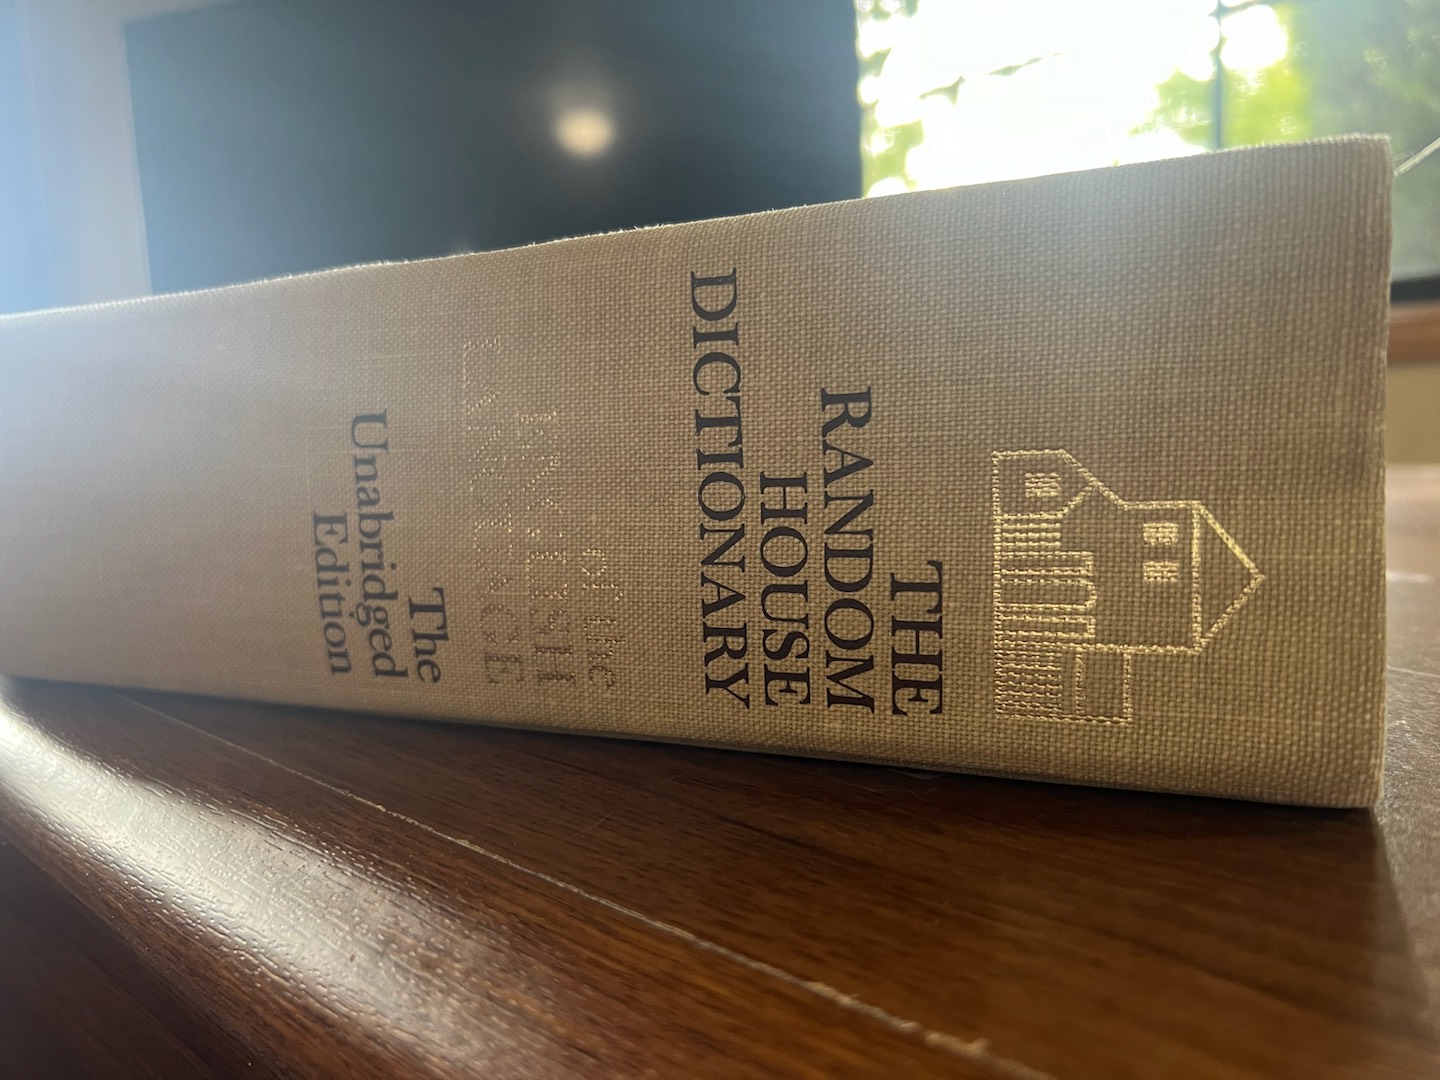 THE
RANDOM
HOUSE
DICTIONARY
of the
ENGLISH
LANGUAGE
The
Unabridged
Edition